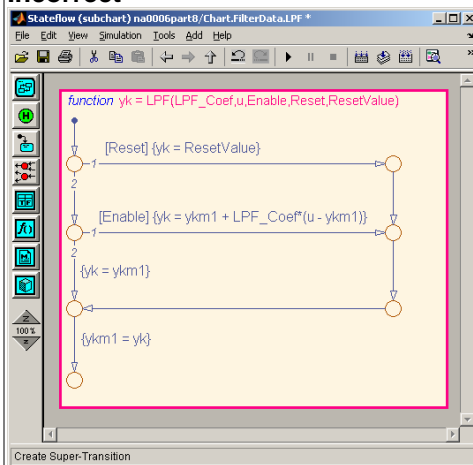 Incorrect
Stateflow (subchart) na0006part8/Chart.FilterData.LPF *
File Edit View Simulation Tools Add Help
function yk = LPF(LPF_Coef,u,Enable,Reset,ResetValue)
[Reset] {yk = ResetValue}
1
2
[Enable] {yk = ykm1 + LPF_Coef*(u - ykm1)}
1
2
{yk = ykm1}
{ykm1 = yk}
100 %
Create Super-Transition